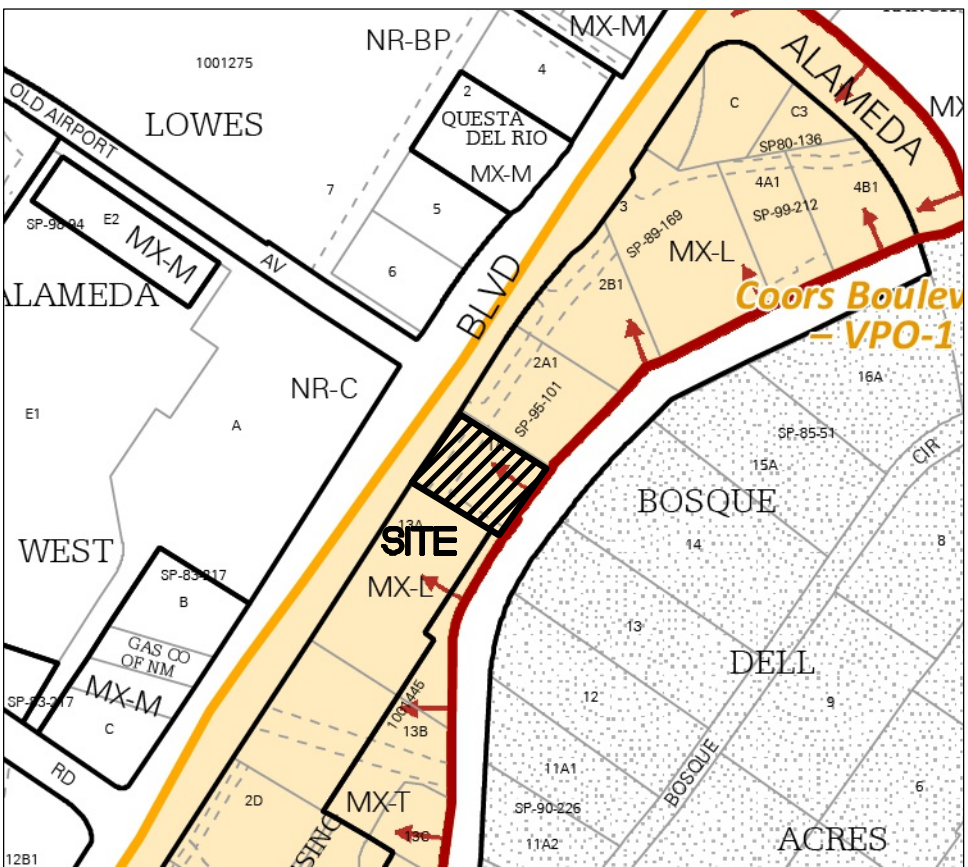 MX-M
NR-BP
1001275
4
2
OLD AIRPORT
LOWES
QUESTA
DEL RIO
MX-M
ALAMEDA
C
C3
SP80-136
7
5
4A1
4B1
SP-99-212
3
SP-89-169
MX-L
E2
SP-98-94
MX-M
AV
6
BLVD
2B1
ALAMEDA
Coors Boulev
– VPO-1
2A1
SP-95-101
16A
NR-C
E1
A
SP-85-51
CIR
15A
BOSQUE
13A
SITE
14
8
WEST
MX-L
SP-83-217
B
GAS CO
OF NM
MX-M
C
SP-83-217
RD
13
DELL
12
9
1001445
13B
11A1
BOSQUE
6
SP-90-226
11A2
2D
MX-T
13C
SING
ACRES
12B1